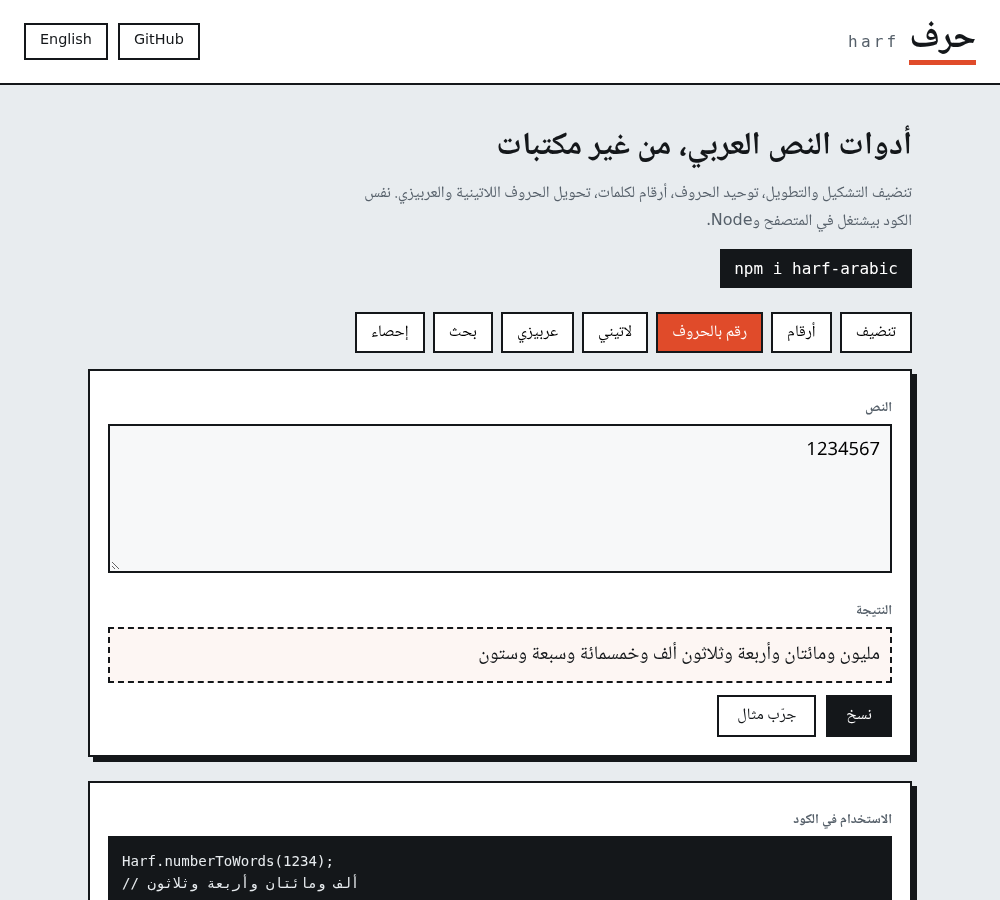 حرف harf
GitHub
English
أدوات النص العربي، من غير مكتبات
تنضيف التشكيل والتطويل، توحيد الحروف، أرقام لكلمات، تحويل الحروف اللاتينية والعربيزي. نفس
الكود بيشتغل في المتصفح وNode.
npm i harf-arabic
تنضيف
أرقام
رقم بالحروف
لاتيني
عربيزي
بحث
إحصاء
النص
1234567
النتيجة
مليون ومائتان وأربعة وثلاثون ألف وخمسمائة وسبعة وستون
نسخ
جرّب مثال
الاستخدام في الكود
Harf.numberToWords(1234);
// ألف ومائتان وأربعة وثلاثون